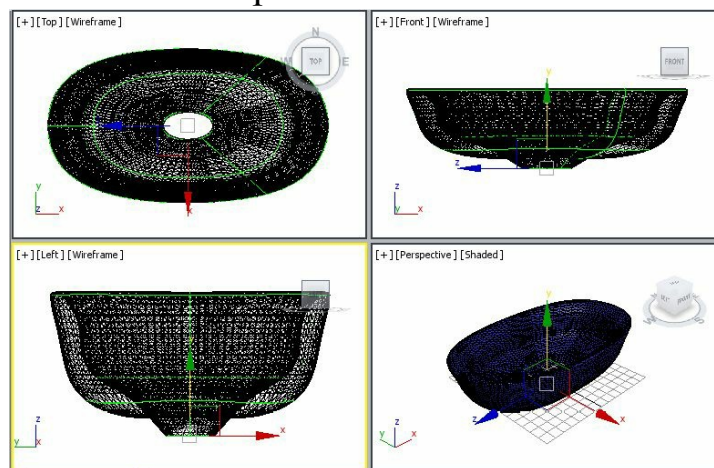 [+] [Top] [Wireframe]
N
TOP
E
y
z
x
x
[+] [Front] [Wireframe]
FRONT
y
z
z
y
x
[+] [Left] [Wireframe]
z
y
x
x
[+] [Perspective] [Shaded]
y
z
x
z
y
x
S